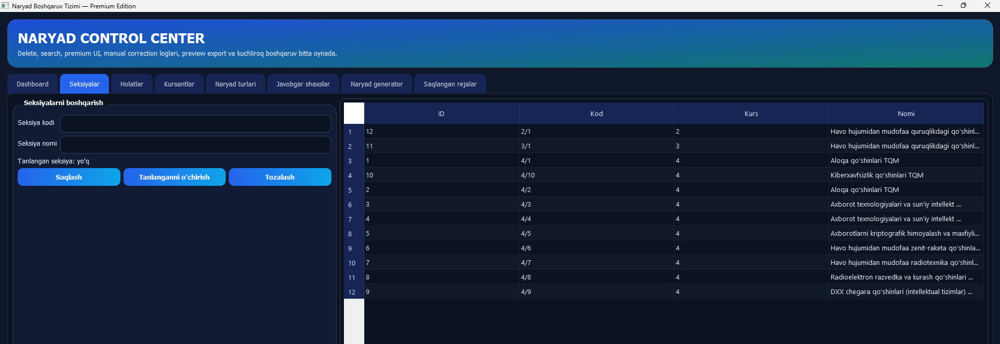 Naryad Boshqaruv Tizimi — Premium Edition
NARYAD CONTROL CENTER
Delete, search, premium UI, manual correction loglari, preview export va kuchliroq boshqaruv bitta oynada.
Dashboard Seksiyalar Holatlar Kursantlar Naryad turlari Javobgar shaxslar Naryad generator Saqlangan rejalar
Seksiyalarni boshqarish
Seksiya kodi
Seksiya nomi
Tanlangan seksiya: yo'q
Saqlash Tanlanganni o'chirish Tozalash
ID Kod Kurs Nomi
1 12 2/1 2 Havo hujumidan mudofaa quruqlikdagi qo'shinl...
2 11 3/1 3 Havo hujumidan mudofaa quruqlikdagi qo'shinl...
3 1 4/1 4 Aloqa qo'shinlari TQM
4 10 4/10 4 Kiberxavfsizlik qo'shinlari TQM
5 2 4/2 4 Aloqa qo'shinlari TQM
6 3 4/3 4 Axborot texnologiyalari va sun'iy intellekt ...
7 4 4/4 4 Axborot texnologiyalari va sun'iy intellekt ...
8 5 4/5 4 Axborotlarni kriptografik himoyalash va maxfiyli...
9 6 4/6 4 Havo hujumidan mudofaa zenit-raketa qo'shinla...
10 7 4/7 4 Havo hujumidan mudofaa radiotexnika qo'shinl...
11 8 4/8 4 Radioelektron razvedka va kurash qo'shinlari ...
12 9 4/9 4 DXX chegara qo'shinlari (intellektual tizimlar) ...